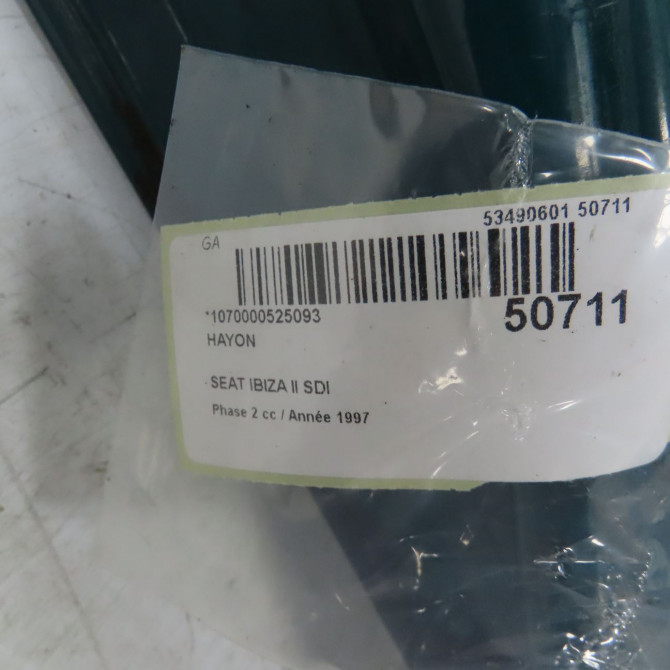 53490601 50711
GA
*1070000525093
50711
HAYON
SEAT IBIZA II SDI
Phase 2 cc / Année 1997